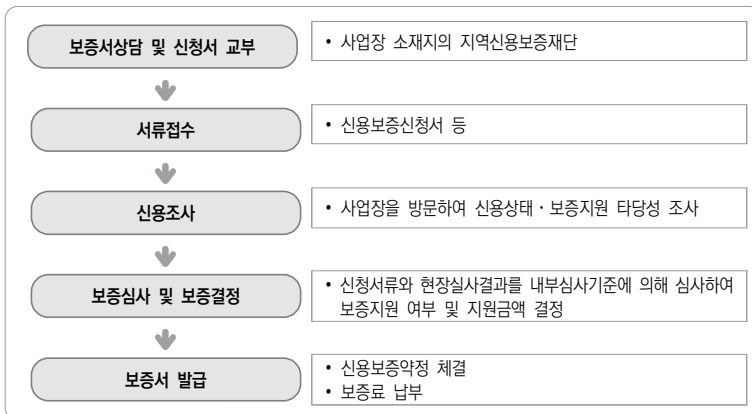 보증서상담 및 신청서 교부
• 사업장 소재지의 지역신용보증재단
서류접수
• 신용보증신청서 등
신용조사
• 사업장을 방문하여 신용상태 · 보증지원 타당성 조사
보증심사 및 보증결정
• 신청서류와 현장실사결과를 내부심사기준에 의해 심사하여
보증지원 여부 및 지원금액 결정
보증서 발급
• 신용보증약정 체결
• 보증료 납부